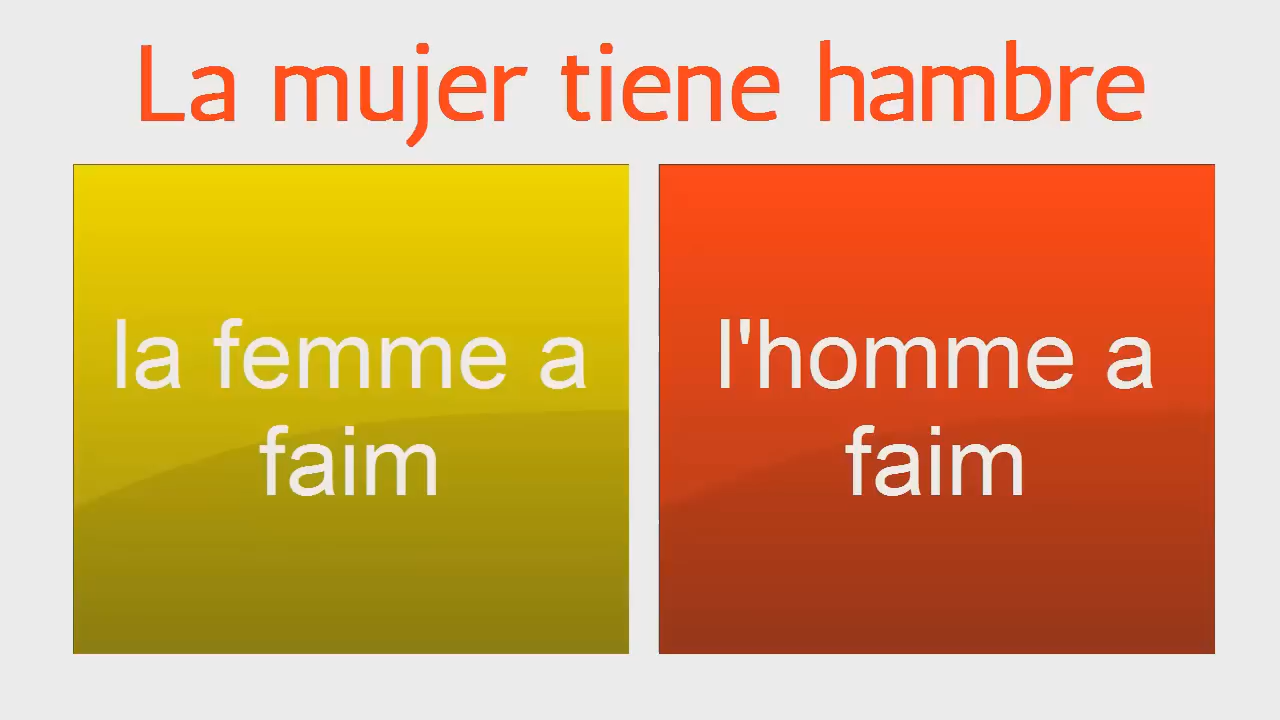 La mujer tiene hambre
la femme a
faim
l'homme a
faim